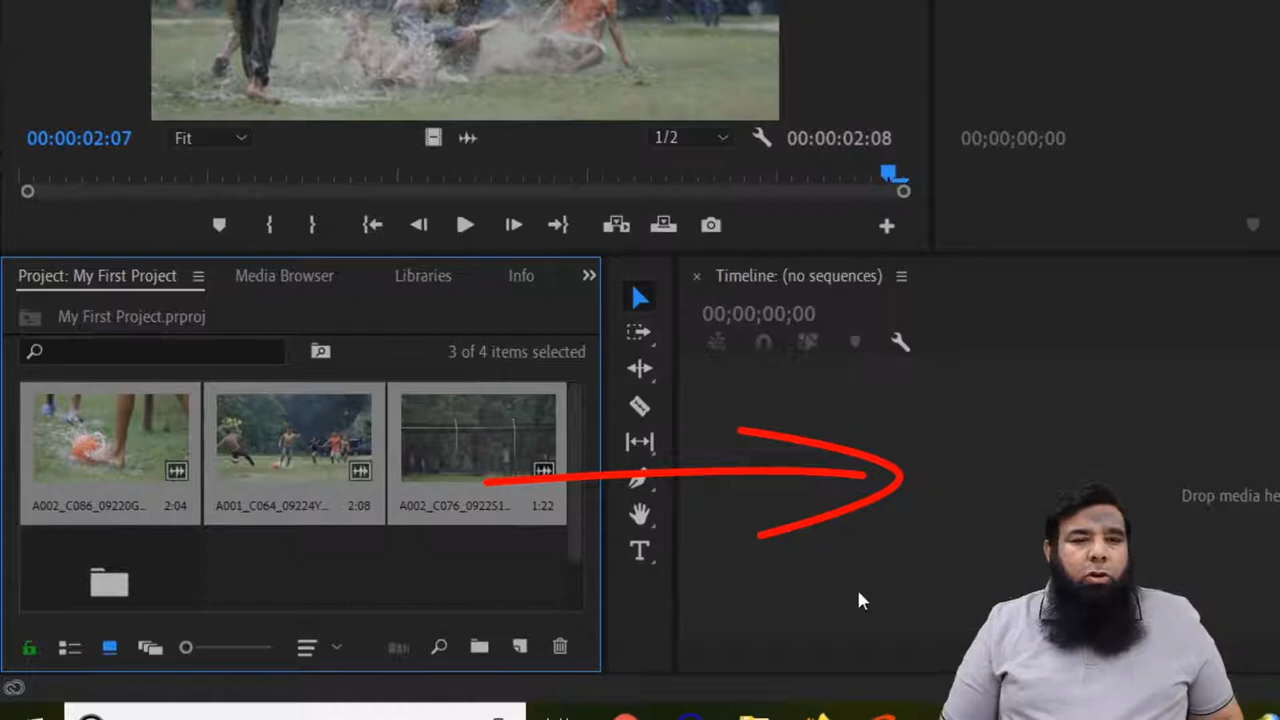 00:00:02:07
Fit
1/2
00:00:02:08
00;00;00;00
Project: My First Project
Media Browser
Libraries
Info
Timeline: (no sequences)
My First Project.prproj
00;00;00;00
3 of 4 items selected
A002_C086_09220G...
2:04
A001_C064_09224Y...
2:08
A002_C076_0922S1...
1:22
Drop media he
T